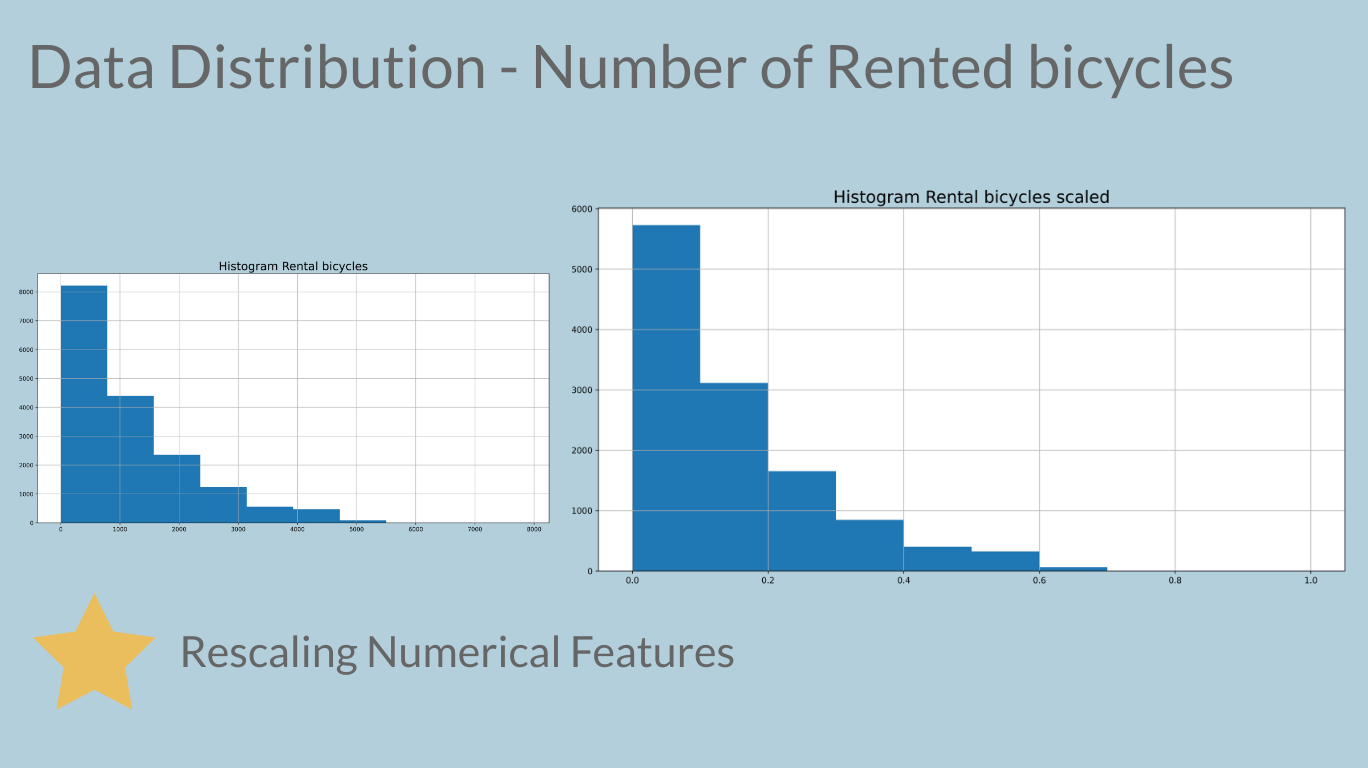 Data Distribution - Number of Rented bicycles
Histogram Rental bicycles
8000
7000
6000
5000
4000
3000
2000
1000
0
0 1000 2000 3000 4000 5000 6000 7000 8000
Histogram Rental bicycles scaled
6000
5000
4000
3000
2000
1000
0
0.0 0.2 0.4 0.6 0.8 1.0
Rescaling Numerical Features